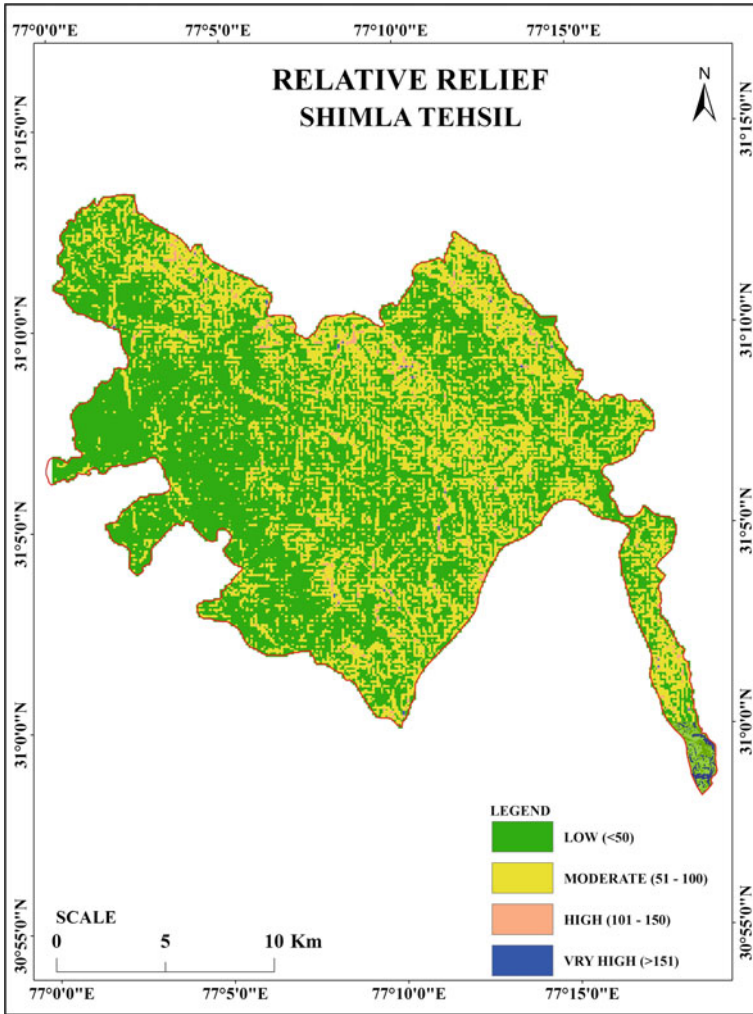 77°0'0"E 77°5'0"E 77°10'0"E 77°15'0"E
RELATIVE RELIEF
SHIMLA TEHSIL
N
31°15'0"N 31°15'0"N
31°10'0"N 31°10'0"N
31°5'0"N 31°5'0"N
31°0'0"N 31°0'0"N
LEGEND
LOW (<50)
MODERATE (51 - 100)
HIGH (101 - 150)
VRY HIGH (>151)
SCALE
0 5 10 Km
30°55'0"N 30°55'0"N
77°0'0"E 77°5'0"E 77°10'0"E 77°15'0"E